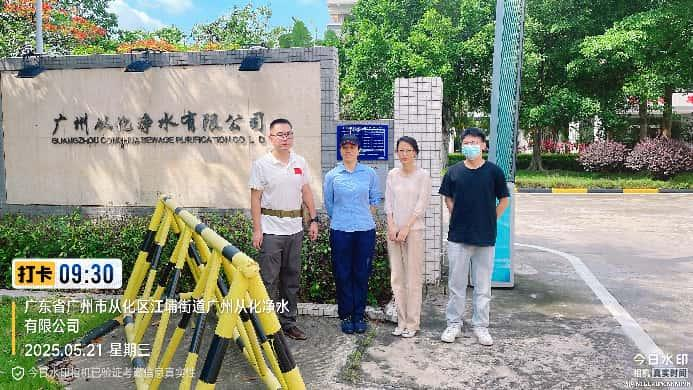 广州从化净水有限公司
GUANGZHOU CONGHUA SEWAGE PURIFICATION CO.,LTD
打卡 09:30
广东省广州市从化区江埔街道广州从化净水
有限公司
2025.05.21 星期三
今日水印相机已验证考勤信息真实性
今日水印
相机 真实时间